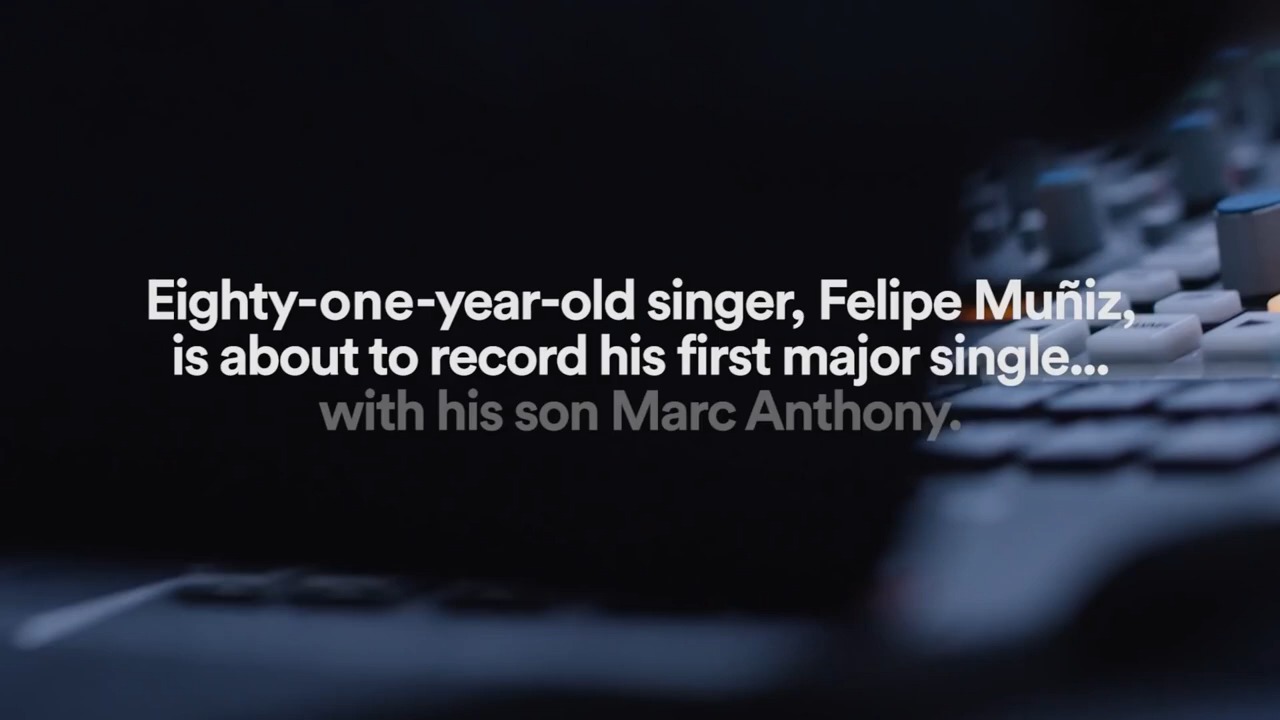 Eighty-one-year-old singer, Felipe Muñiz,
is about to record his first major single...
with his son Marc Anthony.